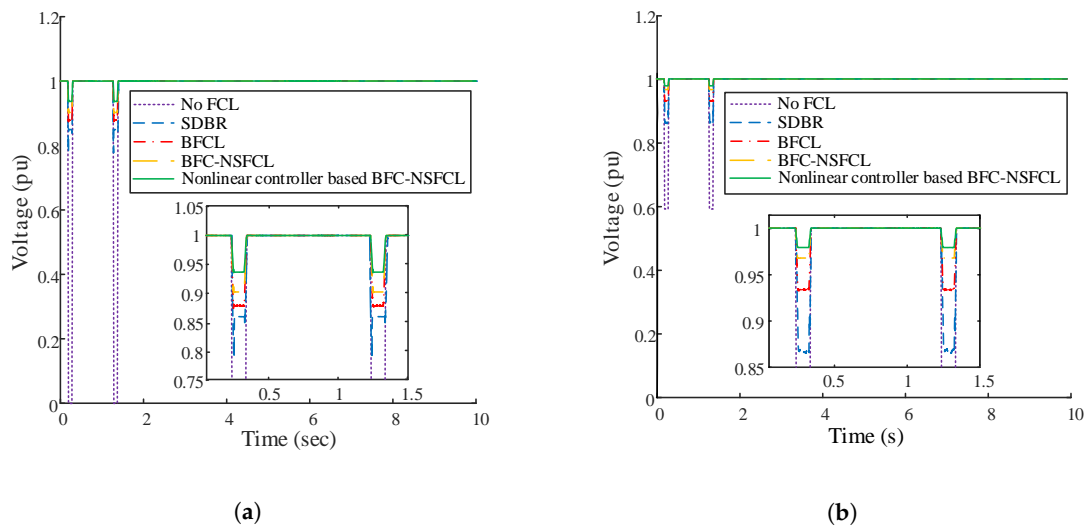 1.2
1
0.8
0.6
0.4
0.2
0
Voltage (pu)
No FCL
SDBR
BFCL
BFC-NSFCL
Nonlinear controller based BFC-NSFCL
1.05
1
0.95
0.9
0.85
0.8
0.75
0.5 1 1.5
0 2 4 6 8 10
Time (sec)
(a)
1.2
1
0.8
0.6
0.4
0.2
0
Voltage (pu)
No FCL
SDBR
BFCL
BFC-NSFCL
Nonlinear controller based BFC-NSFCL
1
0.95
0.9
0.85
0.5 1 1.5
0 2 4 6 8 10
Time (s)
(b)